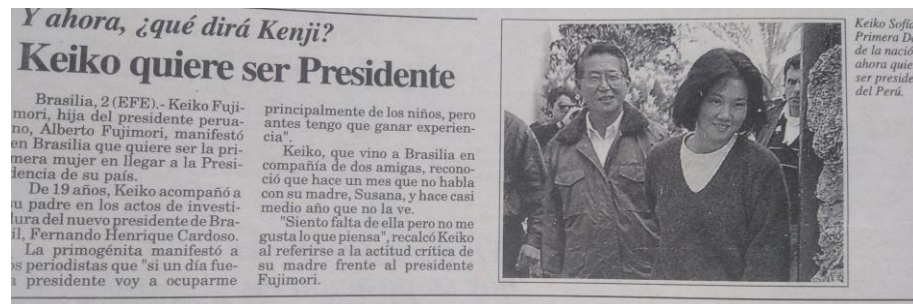 Y ahora, ¿qué dirá Kenji?
Keiko quiere ser Presidente
Brasilia, 2 (EFE).- Keiko Fuji-
mori, hija del presidente perua-
no, Alberto Fujimori, manifestó
en Brasilia que quiere ser la pri-
mera mujer en llegar a la Presi-
dencia de su país.
De 19 años, Keiko acompañó a
su padre en los actos de investi-
dura del nuevo presidente de Bra-
il, Fernando Henrique Cardoso.
La primogénita manifestó a
os periodistas que "si un día fue-
a presidente voy a ocuparme
principalmente de los niños, pero
antes tengo que ganar experien-
cia".
Keiko, que vino a Brasilia en
compañía de dos amigas, recono-
ció que hace un mes que no habla
con su madre, Susana, y hace casi
medio año que no la ve.
"Siento falta de ella pero no me
gusta lo que piensa", recalcó Keiko
al referirse a la actitud crítica de
su madre frente al presidente
Fujimori.
Keiko Sofía
Primera D
de la nació
ahora quie
ser preside
del Perú.